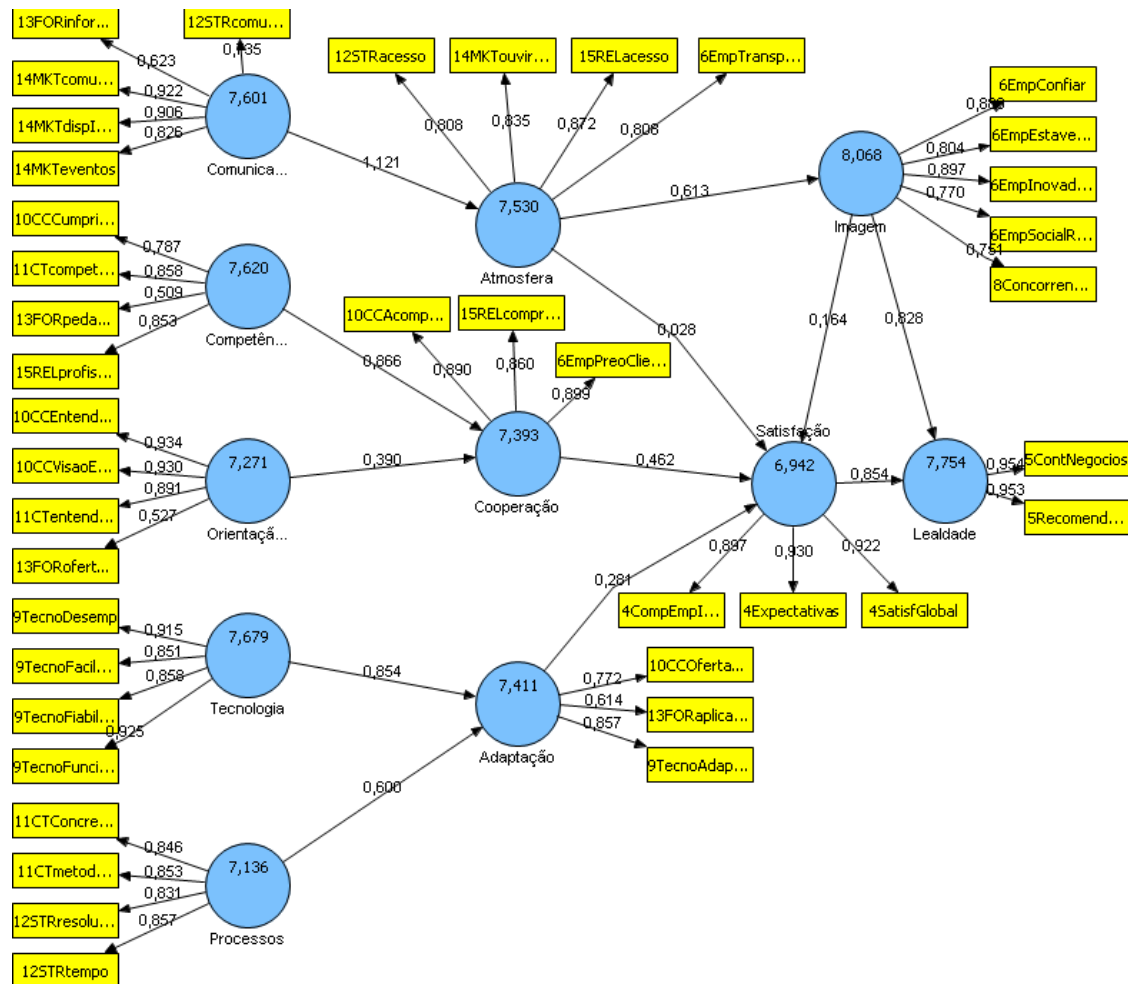 13FORinfor...
12STRcomu...
0,623
14MKTcomu...
0,922
14MKTdispI...
0,906
0,826
14MKTeventos
7,601
Comunica...
1,121
12STRacesso
14MKTouvir...
15RELacesso
6EmpTransp...
0,808
0,835
0,872
0,808
7,530
Atmosfera
0,613
0,028
6EmpConfiar
6EmpEstave...
0,804
0,897
6EmpInovad...
0,770
6EmpSocialR...
0,751
8Concorren...
8,068
Imagem
0,164
0,828
10CCCumpri...
0,787
11CTcompet...
0,858
0,509
13FORpeda...
0,853
15RELprofis...
7,620
Competên...
0,866
10CCAcomp...
15RELcompr...
6EmpPreoClie...
0,890
0,860
0,899
7,393
Cooperação
0,462
10CCEntend...
0,934
10CCVisaoE...
0,930
0,891
11CTentend...
0,527
13FORofert...
7,271
Orientaçã...
0,390
Satisfação
6,942
0,854
7,754
Lealdade
0,954
5ContNegocios
0,953
5Recomend...
0,897
0,930
0,922
4CompEmpI...
4Expectativas
4SatisfGlobal
0,281
9TecnoDesemp
0,915
9TecnoFacil...
0,851
0,858
9TecnoFiabil...
0,925
9TecnoFunci...
7,679
Tecnologia
0,854
7,411
Adaptação
0,772
10CCOferta...
0,614
13FORaplica...
0,857
9TecnoAdap...
0,600
11CTConcre...
0,846
11CTmetod...
0,853
0,831
12STRresolu...
0,857
12STRtempo
7,136
Processos